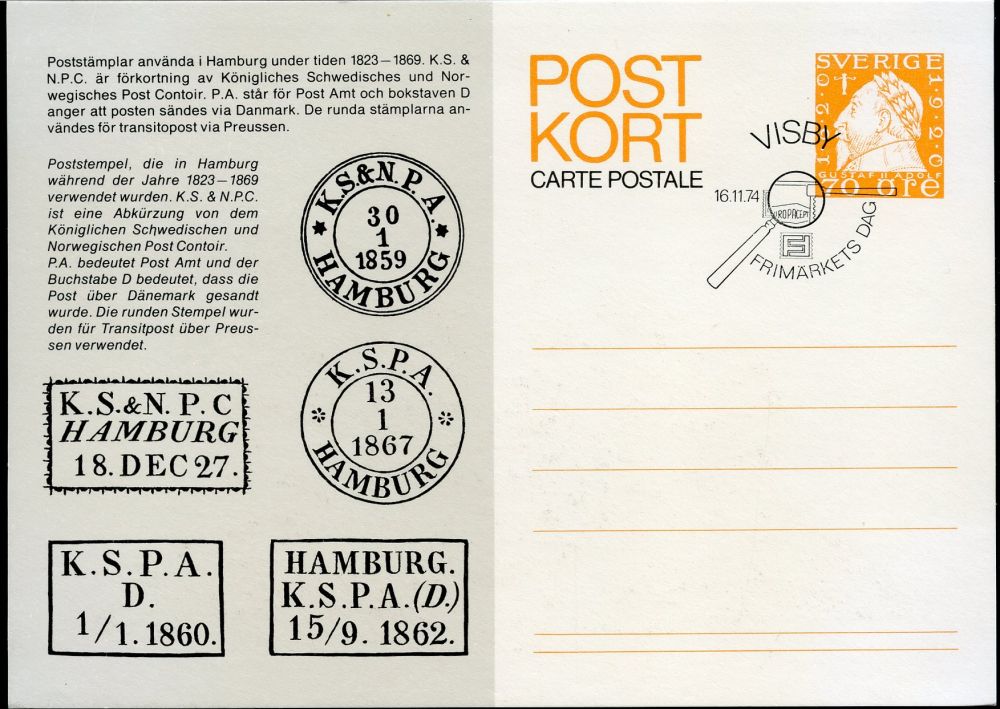 Poststämplar använda i Hamburg under tiden 1823–1869. K.S. &
N.P.C. är förkortning av Königliches Schwedisches und Nor-
wegisches Post Contoir. P.A. står för Post Amt och bokstaven D
anger att posten sändes via Danmark. De runda stämplarna an-
vändes för transitopost via Preussen.
Poststempel, die in Hamburg
während der Jahre 1823–1869
verwendet wurden. K.S. & N.P.C.
ist eine Abkürzung von dem
Königlichen Schwedischen und
Norwegischen Post Contoir.
P.A. bedeutet Post Amt und der
Buchstabe D bedeutet, dass die
Post über Dänemark gesandt
wurde. Die runden Stempel wur-
den für Transitpost über Preus-
sen verwendet.
K.S.&N.P.A.
30
1
1859
HAMBURG
K.S.P.A.
13
1
1867
HAMBURG
K.S.&N.P.C
HAMBURG
18.DEC 27.
K.S.P.A.
D.
1/1.1860.
HAMBURG.
K.S.P.A.(D.)
15/9. 1862.
POST
KORT
CARTE POSTALE
SVERIGE
1920
1920
GUSTAF II ADOLF
70 öre
VISBY
16.11.74
FRIMÄRKETS DAG